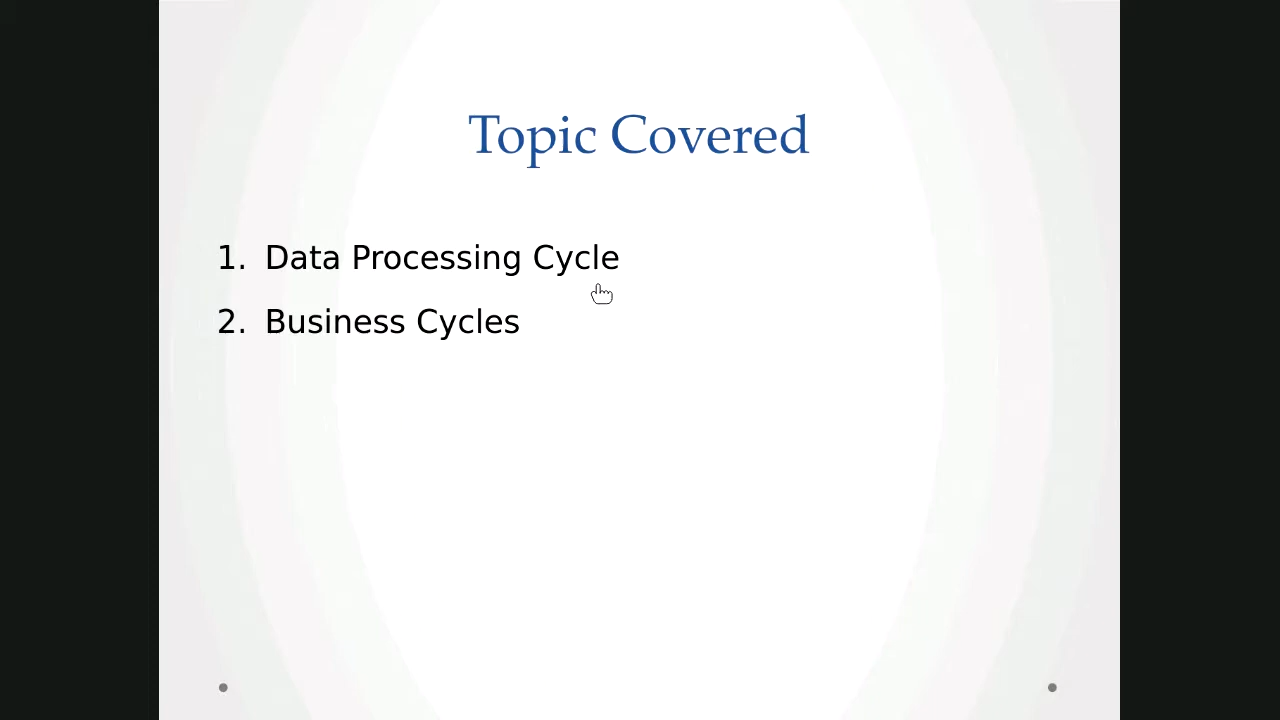 Topic Covered
1. Data Processing Cycle
2. Business Cycles